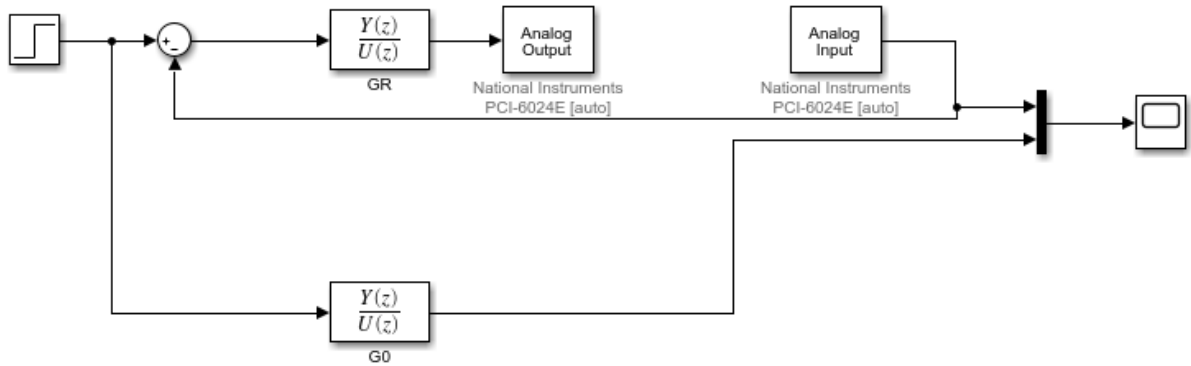 +
−
Y(z)
U(z)
GR
Analog
Output
National Instruments
PCI-6024E [auto]
Analog
Input
National Instruments
PCI-6024E [auto]
Y(z)
U(z)
G0